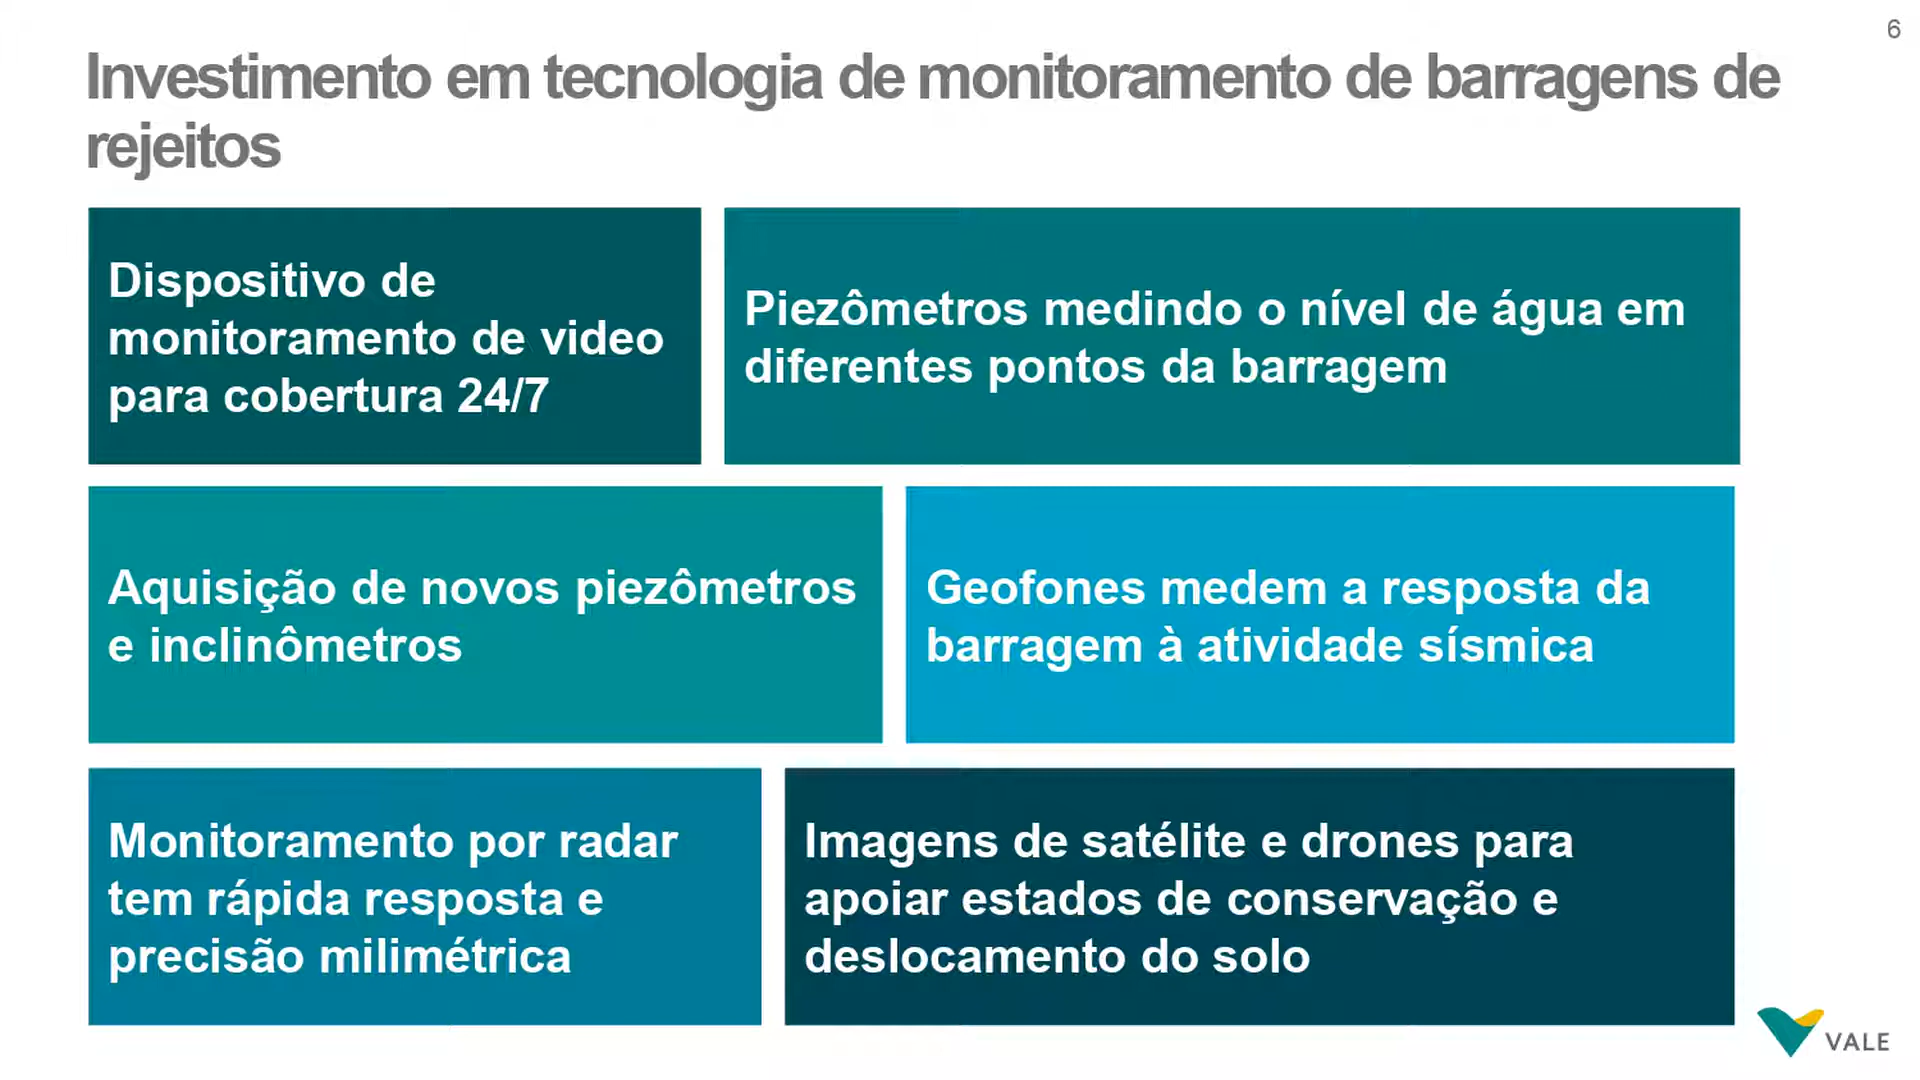 6
Investimento em tecnologia de monitoramento de barragens de
rejeitos
Dispositivo de
monitoramento de video
para cobertura 24/7
Piezômetros medindo o nível de água em
diferentes pontos da barragem
Aquisição de novos piezômetros
e inclinômetros
Geofones medem a resposta da
barragem à atividade sísmica
Monitoramento por radar
tem rápida resposta e
precisão milimétrica
Imagens de satélite e drones para
apoiar estados de conservação e
deslocamento do solo
VALE